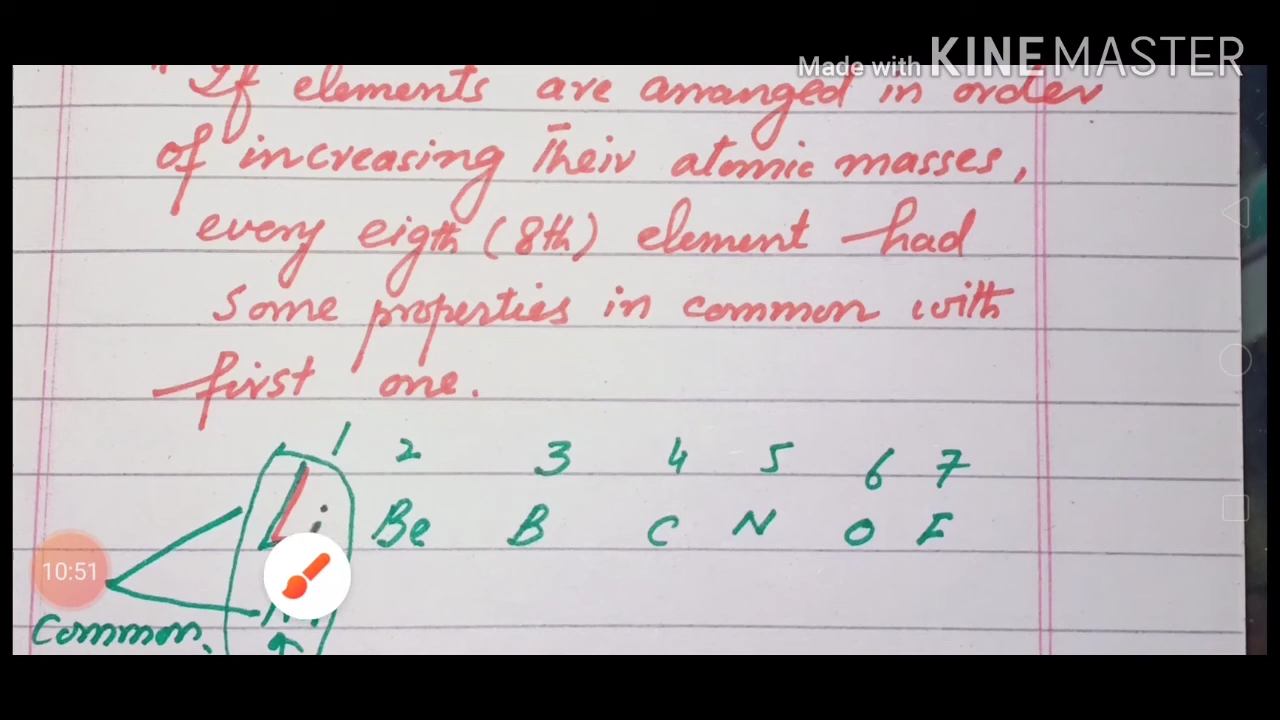 Made with KINEMASTER
" If elements are arranged in order
of increasing Their atomic masses,
every eigth (8th) element had
Some properties in common with
first one.
1 2 3 4 5 6 7
Li Be B C N O F
10:51
Common